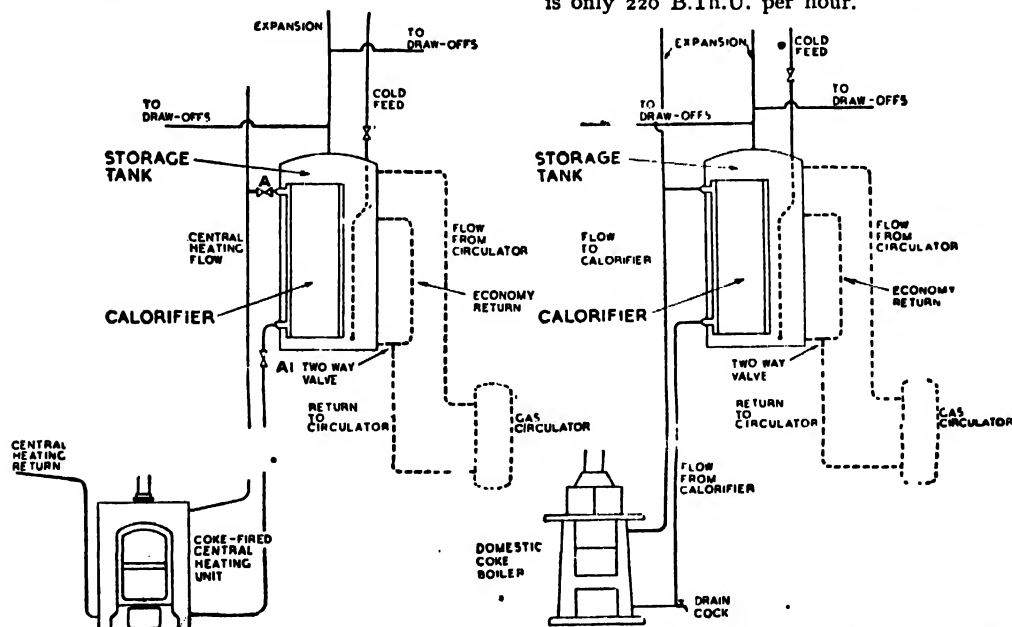 is only 220 B.Th.U. per hour.
EXPANSION
TO
DRAW-OFFS
COLD
FEED
TO
DRAW-OFFS
STORAGE
TANK
A
CENTRAL
HEATING
FLOW
FLOW
FROM
CIRCULATOR
CALORIFIER
ECONOMY
RETURN
A1
TWO WAY
VALVE
RETURN
TO
CIRCULATOR
GAS
CIRCULATOR
CENTRAL
HEATING
RETURN
COKE-FIRED
CENTRAL
HEATING
UNIT
EXPANSION
COLD
FEED
TO
DRAW-OFFS
TO
DRAW-OFFS
STORAGE
TANK
FLOW
TO
CALORIFIER
FLOW
FROM
CIRCULATOR
CALORIFIER
ECONOMY
RETURN
TWO WAY
VALVE
RETURN
TO
CIRCULATOR
GAS
CIRCULATOR
FLOW
FROM
CALORIFIER
DOMESTIC
COKE
BOILER
DRAIN
COCK